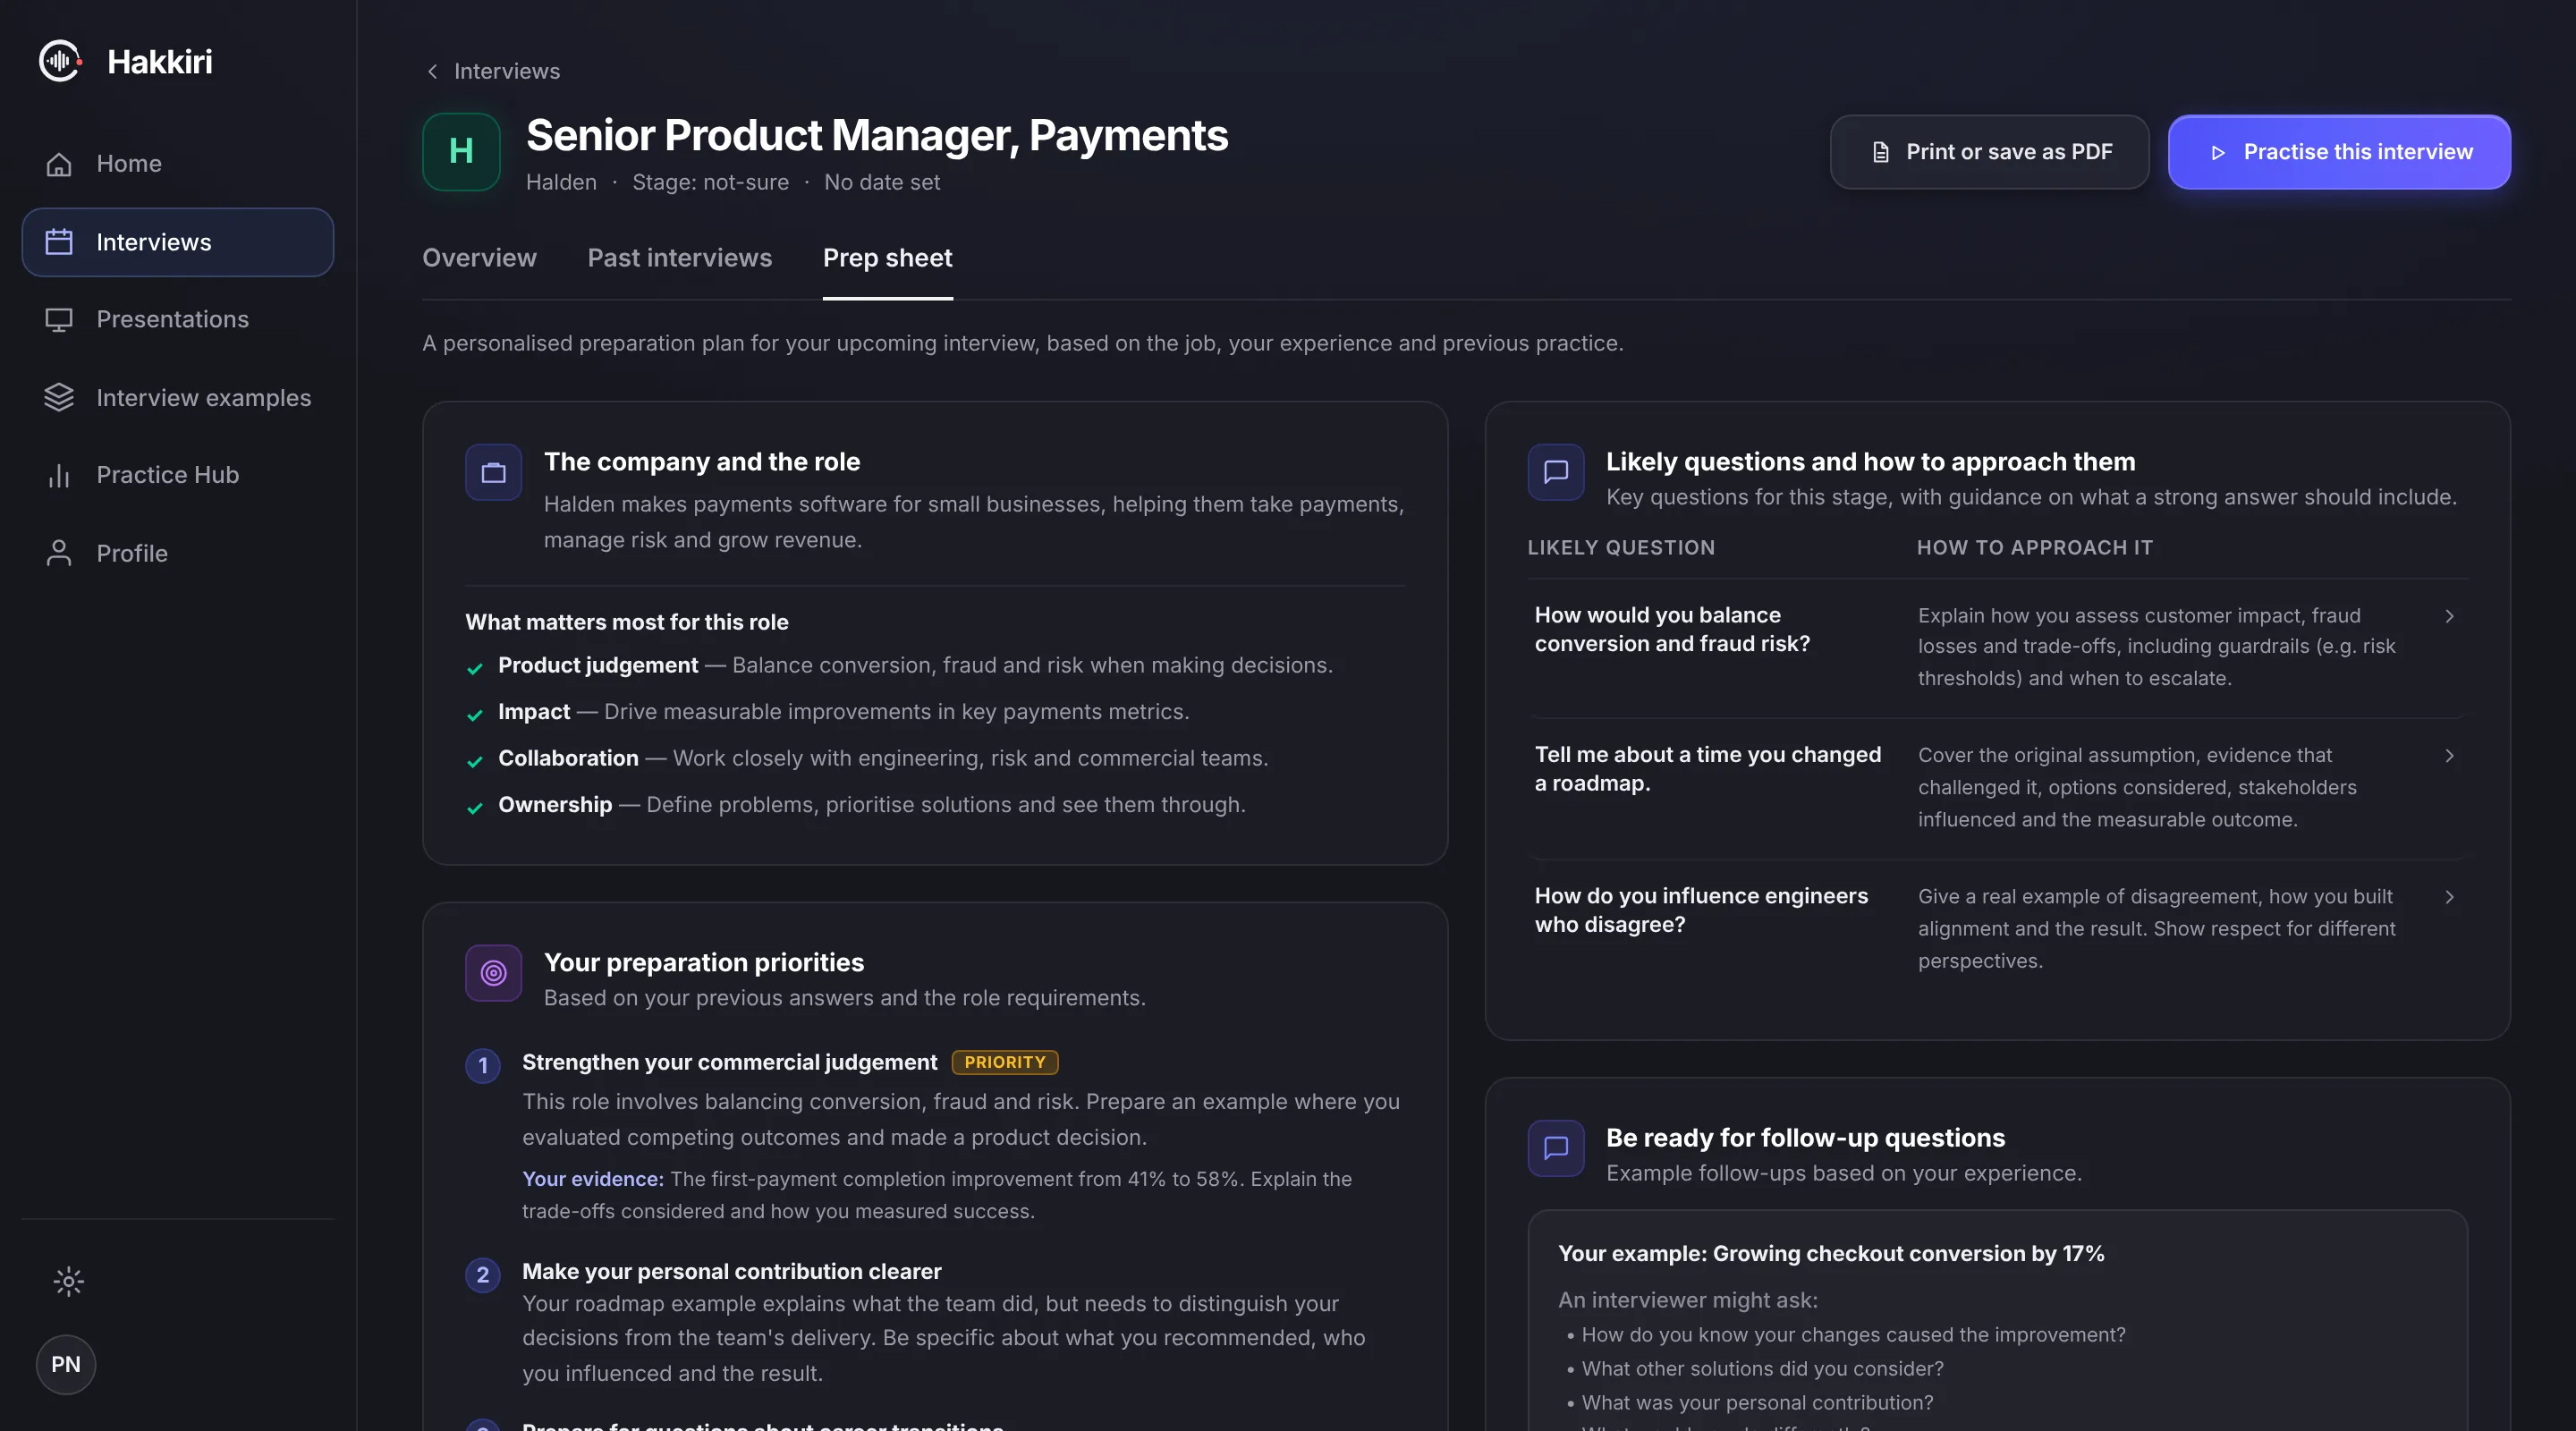 Hakkiri
Home
Interviews
Presentations
Interview examples
Practice Hub
Profile
PN
Interviews
H
Senior Product Manager, Payments
Halden · Stage: not-sure · No date set
Print or save as PDF
Practise this interview
Overview
Past interviews
Prep sheet
A personalised preparation plan for your upcoming interview, based on the job, your experience and previous practice.
The company and the role
Halden makes payments software for small businesses, helping them take payments,
manage risk and grow revenue.
What matters most for this role
Product judgement — Balance conversion, fraud and risk when making decisions.
Impact — Drive measurable improvements in key payments metrics.
Collaboration — Work closely with engineering, risk and commercial teams.
Ownership — Define problems, prioritise solutions and see them through.
Your preparation priorities
Based on your previous answers and the role requirements.
1
Strengthen your commercial judgement
PRIORITY
This role involves balancing conversion, fraud and risk. Prepare an example where you
evaluated competing outcomes and made a product decision.
Your evidence: The first-payment completion improvement from 41% to 58%. Explain the
trade-offs considered and how you measured success.
2
Make your personal contribution clearer
Your roadmap example explains what the team did, but needs to distinguish your
decisions from the team's delivery. Be specific about what you recommended, who
you influenced and the result.
Prepare for questions about career transitions
Likely questions and how to approach them
Key questions for this stage, with guidance on what a strong answer should include.
LIKELY QUESTION
HOW TO APPROACH IT
How would you balance
conversion and fraud risk?
Explain how you assess customer impact, fraud
losses and trade-offs, including guardrails (e.g. risk
thresholds) and when to escalate.
Tell me about a time you changed
a roadmap.
Cover the original assumption, evidence that
challenged it, options considered, stakeholders
influenced and the measurable outcome.
How do you influence engineers
who disagree?
Give a real example of disagreement, how you built
alignment and the result. Show respect for different
perspectives.
Be ready for follow-up questions
Example follow-ups based on your experience.
Your example: Growing checkout conversion by 17%
An interviewer might ask:
• How do you know your changes caused the improvement?
• What other solutions did you consider?
• What was your personal contribution?